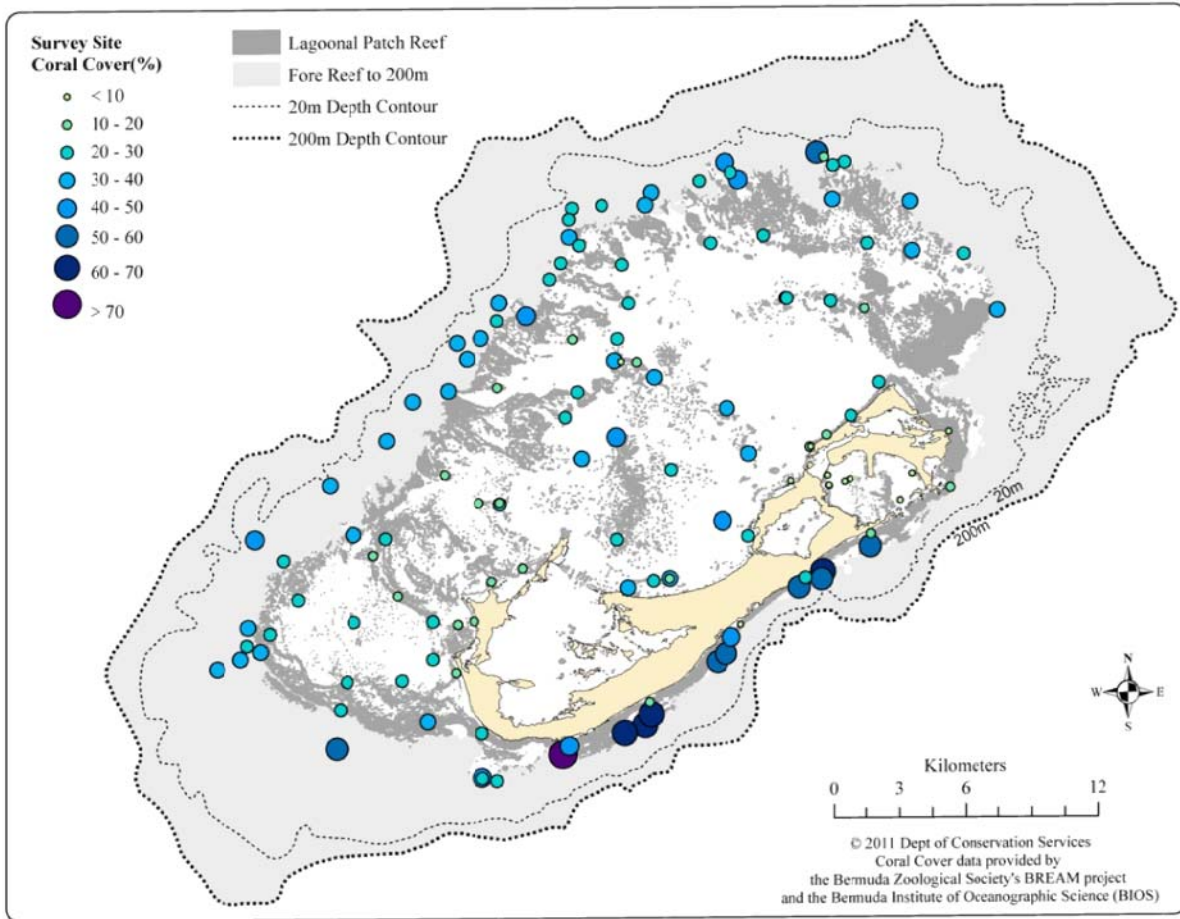 Survey Site
Coral Cover(%)
< 10
10 - 20
20 - 30
30 - 40
40 - 50
50 - 60
60 - 70
> 70
Lagoonal Patch Reef
Fore Reef to 200m
20m Depth Contour
200m Depth Contour
20m
200m
N
W E
S
Kilometers
0 3 6 12
© 2011 Dept of Conservation Services
Coral Cover data provided by
the Bermuda Zoological Society's BREAM project
and the Bermuda Institute of Oceanographic Science (BIOS)